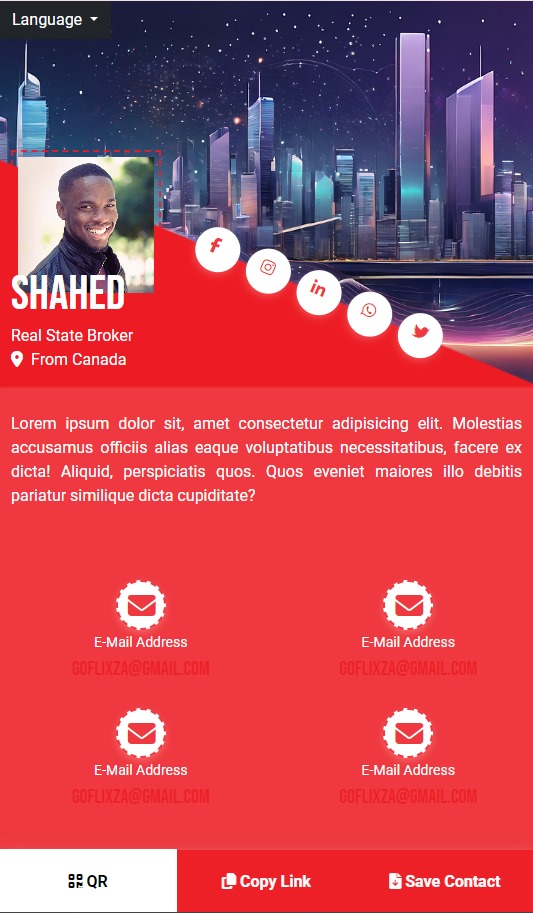 Language
SHAHED
Real State Broker
From Canada
Lorem ipsum dolor sit, amet consectetur adipisicing elit. Molestias
accusamus officiis alias eaque voluptatibus necessitatibus, facere ex
dicta! Aliquid, perspiciatis quos. Quos eveniet maiores illo debitis
pariatur similique dicta cupiditate?
E-Mail Address
GOFLIXZA@GMAIL.COM
E-Mail Address
GOFLIXZA@GMAIL.COM
E-Mail Address
GOFLIXZA@GMAIL.COM
E-Mail Address
GOFLIXZA@GMAIL.COM
QR
Copy Link
Save Contact